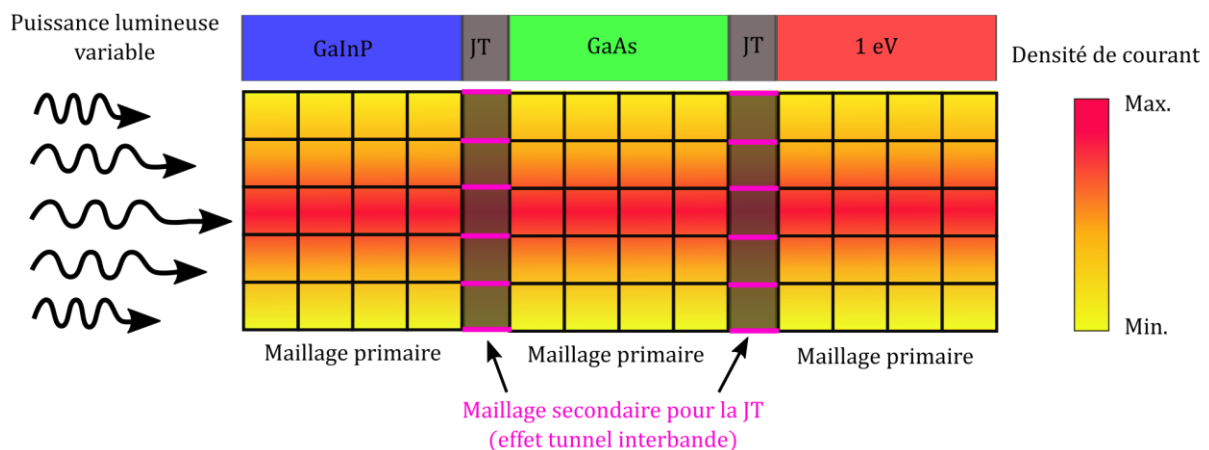 Puissance lumineuse
variable
GaInP
JT
GaAs
JT
1 eV
Densité de courant
Max.
Min.
Maillage primaire
Maillage primaire
Maillage primaire
Maillage secondaire pour la JT
(effet tunnel interbande)